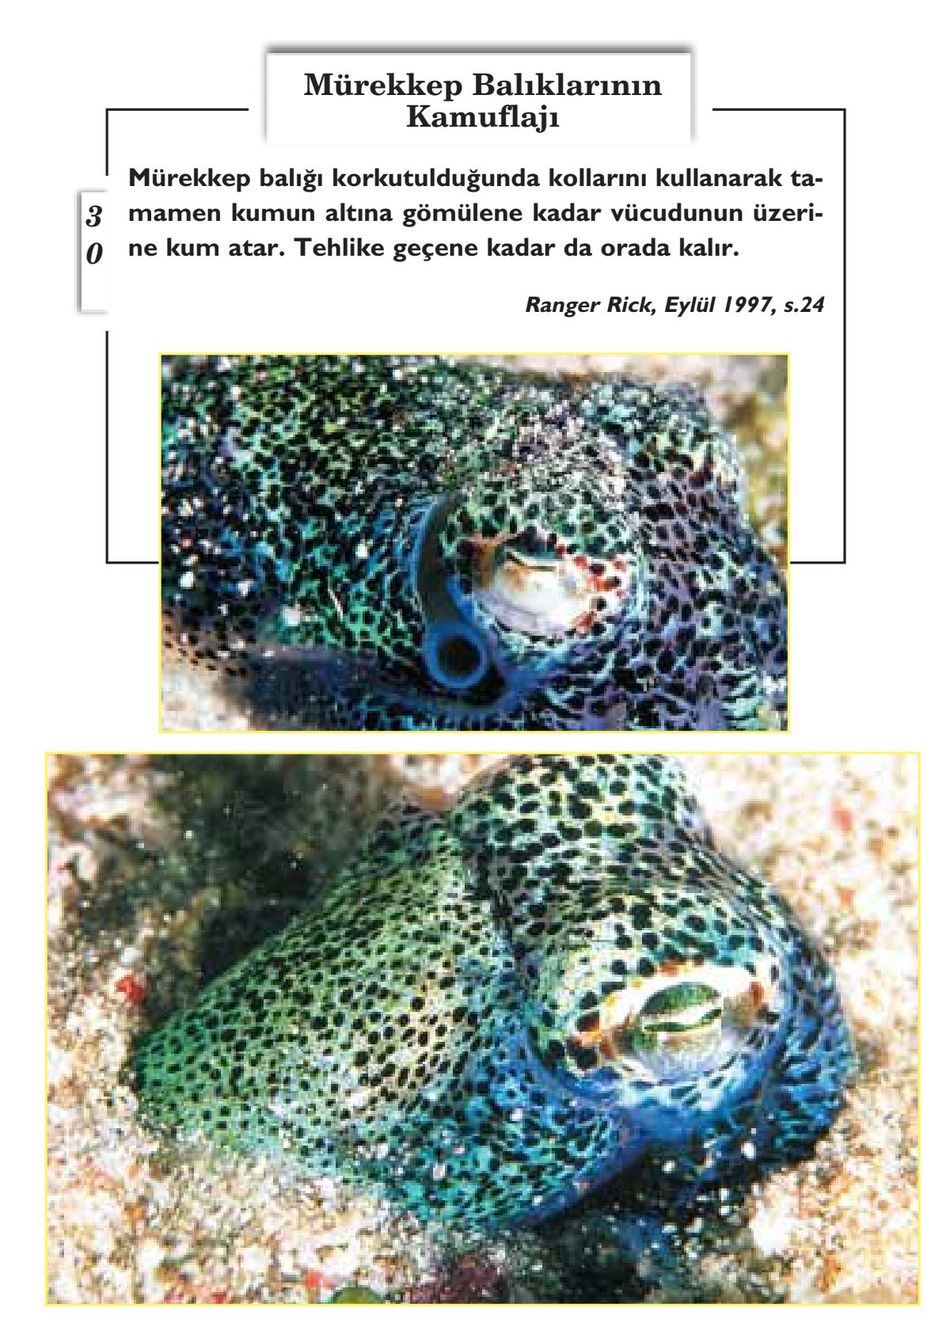 Mürekkep Balıklarının
Kamuflajı
Mürekkep balığı korkutulduğunda kollarını kullanarak ta-
mamen kumun altına gömülene kadar vücudunun üzeri-
ne kum atar. Tehlike geçene kadar da orada kalır.
3
0
Ranger Rick, Eylül 1997, s.24